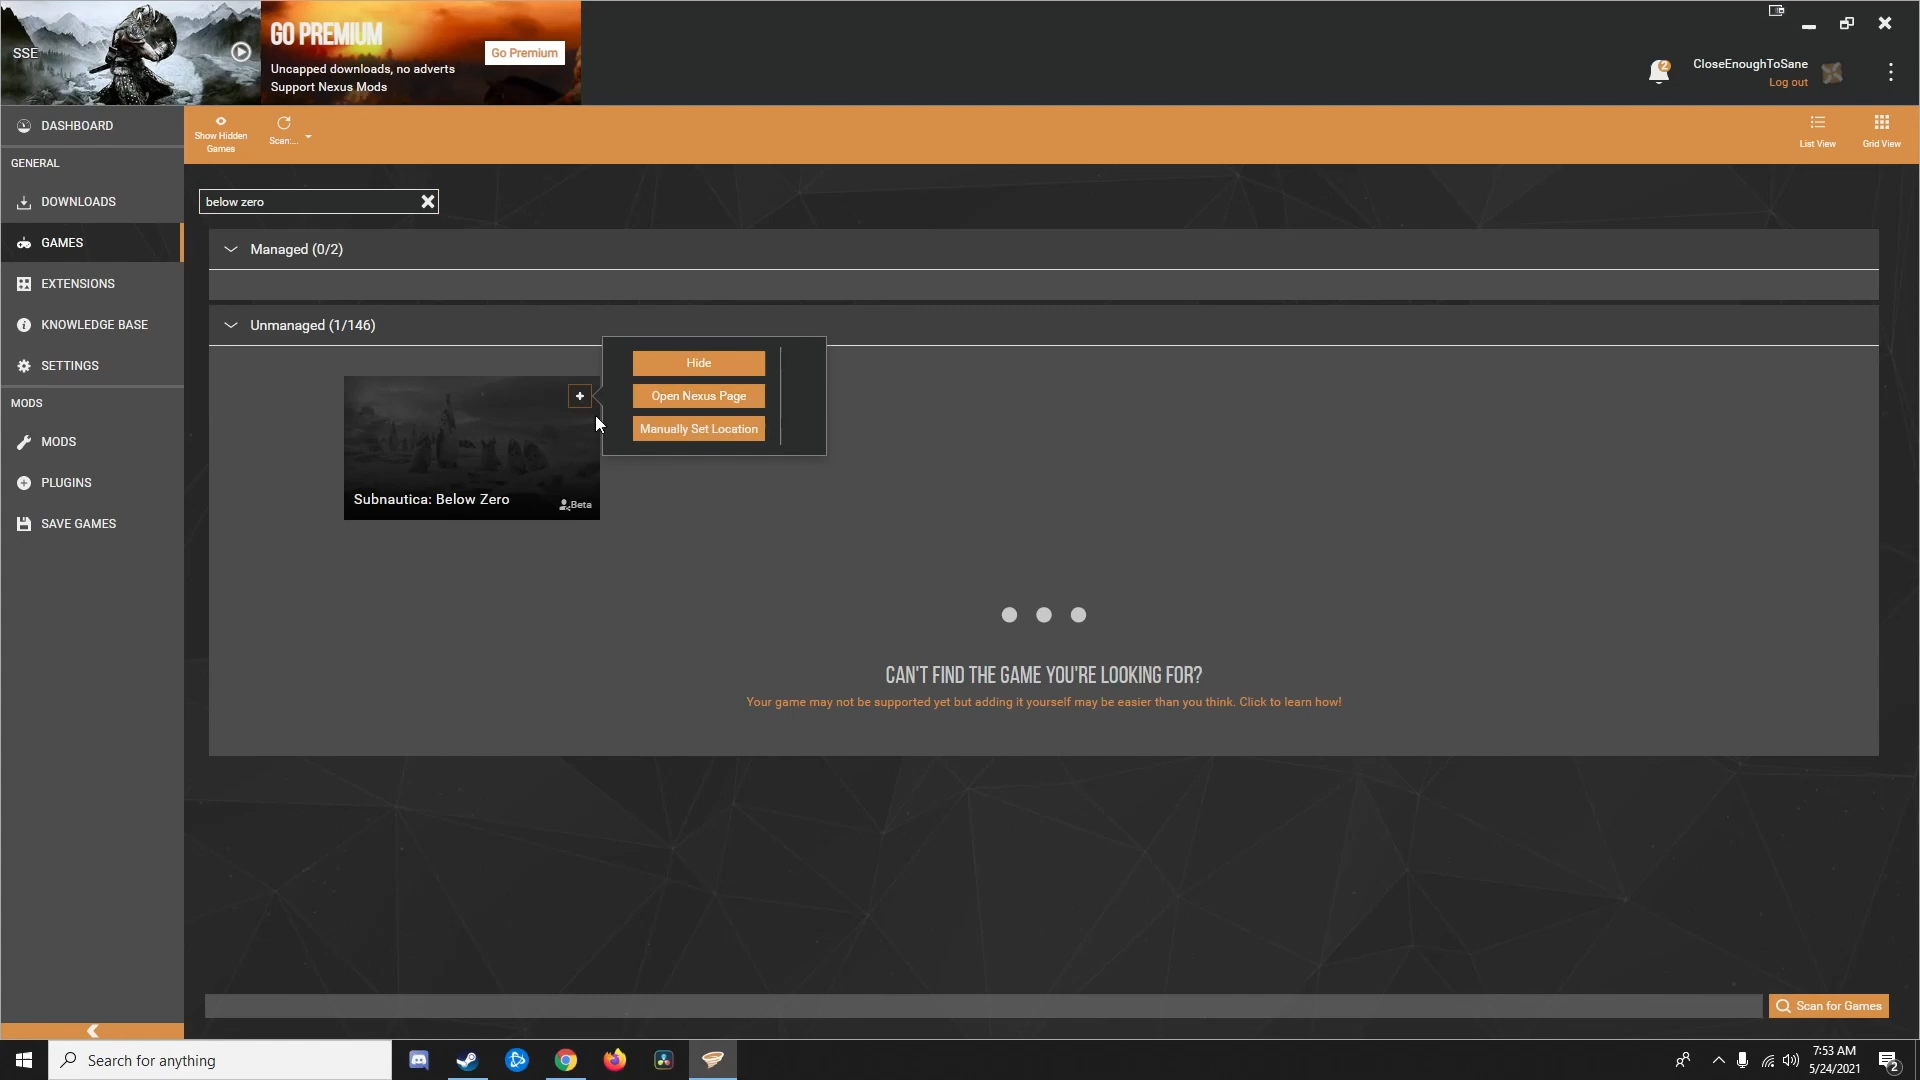 SSE
GO PREMIUM
Uncapped downloads, no adverts
Support Nexus Mods
Go Premium
2
CloseEnoughToSane
Log out
DASHBOARD
GENERAL
DOWNLOADS
GAMES
EXTENSIONS
KNOWLEDGE BASE
SETTINGS
MODS
MODS
PLUGINS
SAVE GAMES
Show Hidden
Games
Scan:...
List View
Grid View
below zero
Managed (0/2)
Unmanaged (1/146)
Hide
Open Nexus Page
Manually Set Location
Subnautica: Below Zero
Beta
CAN'T FIND THE GAME YOU'RE LOOKING FOR?
Your game may not be supported yet but adding it yourself may be easier than you think. Click to learn how!
Scan for Games
Search for anything
7:53 AM
5/24/2021
2